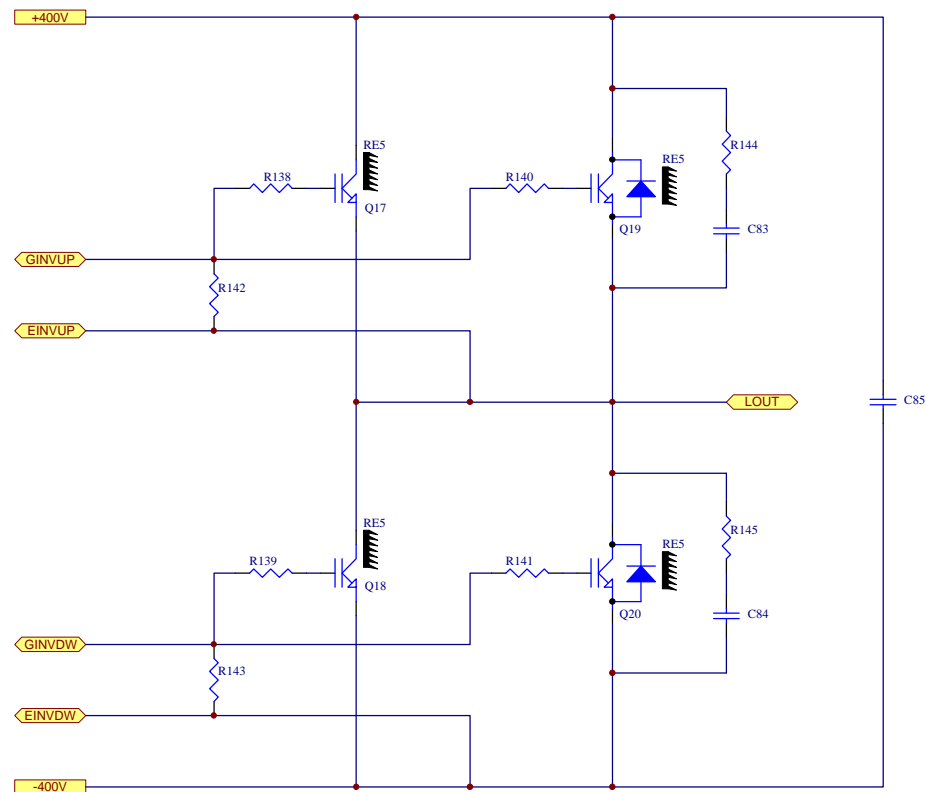 +400V
RE5
R144
R138
R140
RE5
Q17
Q19
C83
GINVUP
R142
EINVUP
LOUT
C85
RE5
R145
R139
R141
RE5
Q18
Q20
C84
GINVDW
R143
EINVDW
-400V